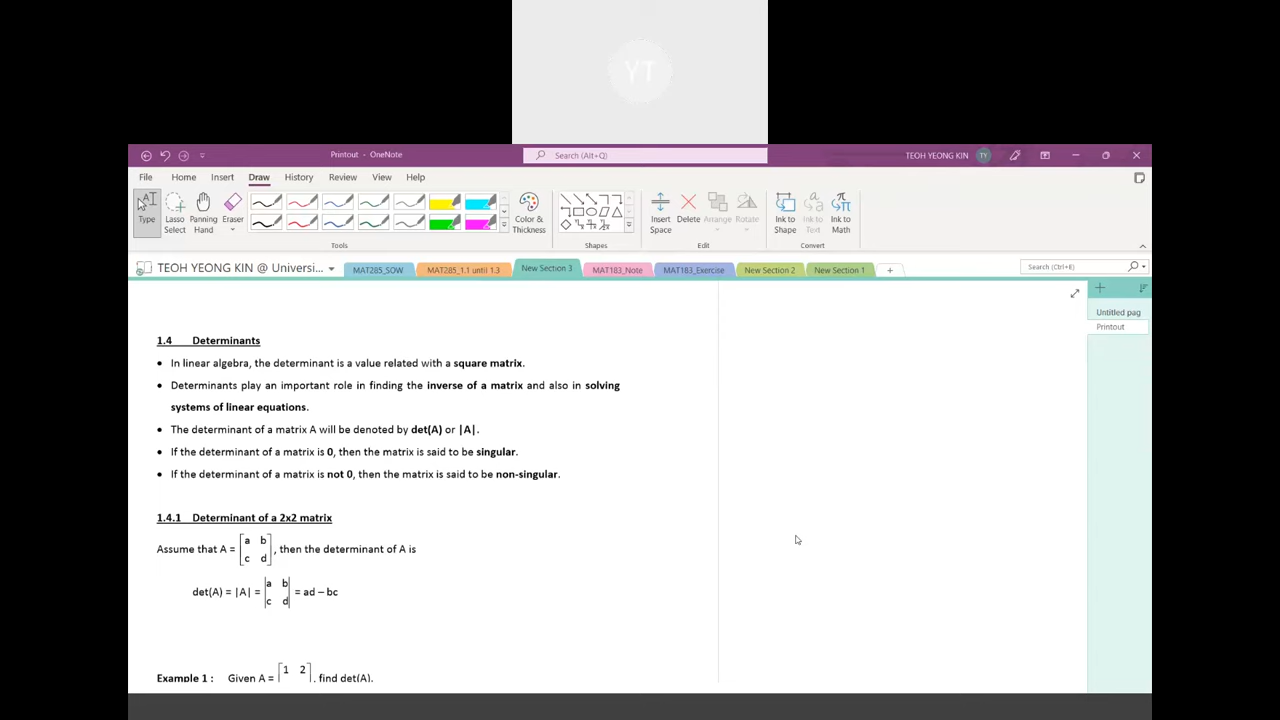 YT
Printout - OneNote
Search (Alt+Q)
TEOH YEONG KIN TY
File Home Insert Draw History Review View Help
Type
Lasso Select
Panning Hand
Eraser
Color & Thickness
Insert Space
Delete
Arrange
Rotate
Ink to Shape
Ink to Text
Ink to Math
Tools Shapes Edit Convert
TEOH YEONG KIN @ Universi... MAT285_SOW MAT285_1.1 until 1.3 New Section 3 MAT183_Note MAT183_Exercise New Section 2 New Section 1 + Search (Ctrl+E)
Untitled pag
Printout
1.4 Determinants
• In linear algebra, the determinant is a value related with a square matrix.
• Determinants play an important role in finding the inverse of a matrix and also in solving
systems of linear equations.
• The determinant of a matrix A will be denoted by det(A) or |A|.
• If the determinant of a matrix is 0, then the matrix is said to be singular.
• If the determinant of a matrix is not 0, then the matrix is said to be non-singular.
1.4.1 Determinant of a 2x2 matrix
a b
Assume that A = [ ], then the determinant of A is
c d
a b
det(A) = |A| = | | = ad – bc
c d
1 2
Example 1 : Given A = [ ], find det(A).